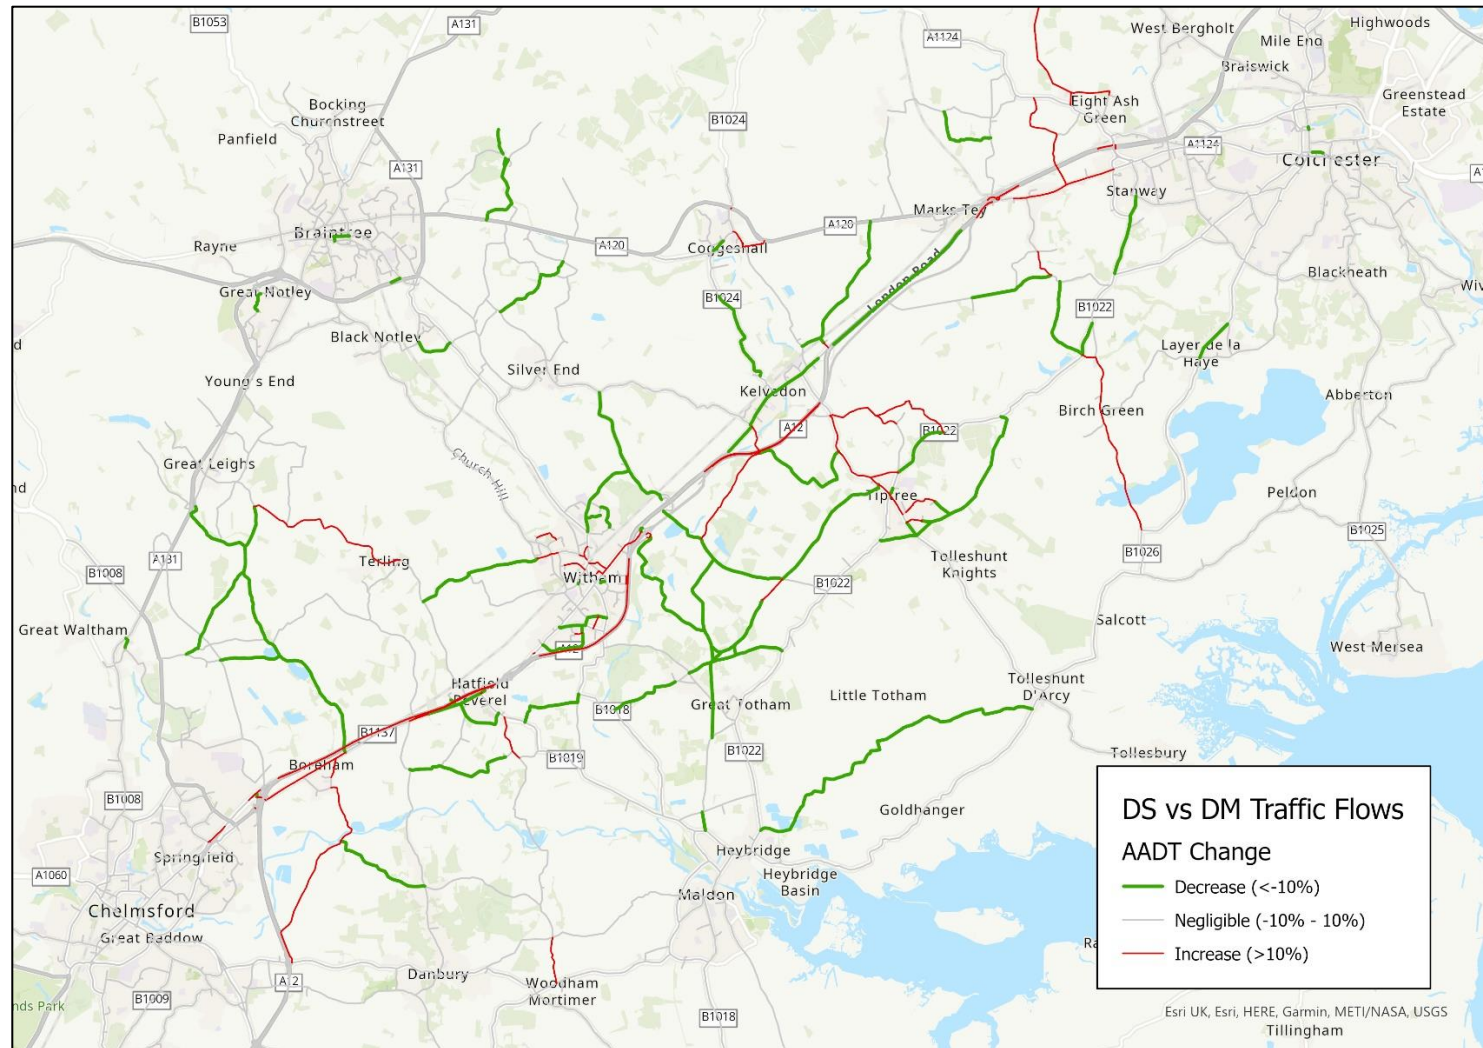 B1053
A131
A1124
West Bergholt
Highwoods
Mile End
Braiswick
Greenstead
Estate
Bocking
Churchstreet
Panfield
B1024
Eight Ash
Green
A131
A1124
Colchester
Stanway
Marks Tey
Rayne
Braintree
A120
Coggeshall
A120
London Road
Blackheath
Great Notley
B1024
B1022
Black Notley
Layer de la
Haye
Silver End
Young's End
Kelvedon
Abberton
Birch Green
A12
B1022
Church Hill
Great Leighs
Tiptree
Peldon
B1025
A131
Terling
B1026
B1008
Witham
B1022
Tolleshunt
Knights
Great Waltham
Salcott
West Mersea
A12
Hatfield
Peverel
Tolleshunt
D'Arcy
Little Totham
Great Totham
B1018
B1137
B1022
Tollesbury
B1019
Boreham
B1008
Goldhanger
Springfield
Heybridge
Heybridge
Basin
A1060
Maldon
Chelmsford
Great Baddow
Danbury
A12
Woodham
Mortimer
B1009
B1018
nds Park
DS vs DM Traffic Flows
AADT Change
Decrease (<-10%)
Negligible (-10% - 10%)
Increase (>10%)
Esri UK, Esri, HERE, Garmin, METI/NASA, USGS
Tillingham